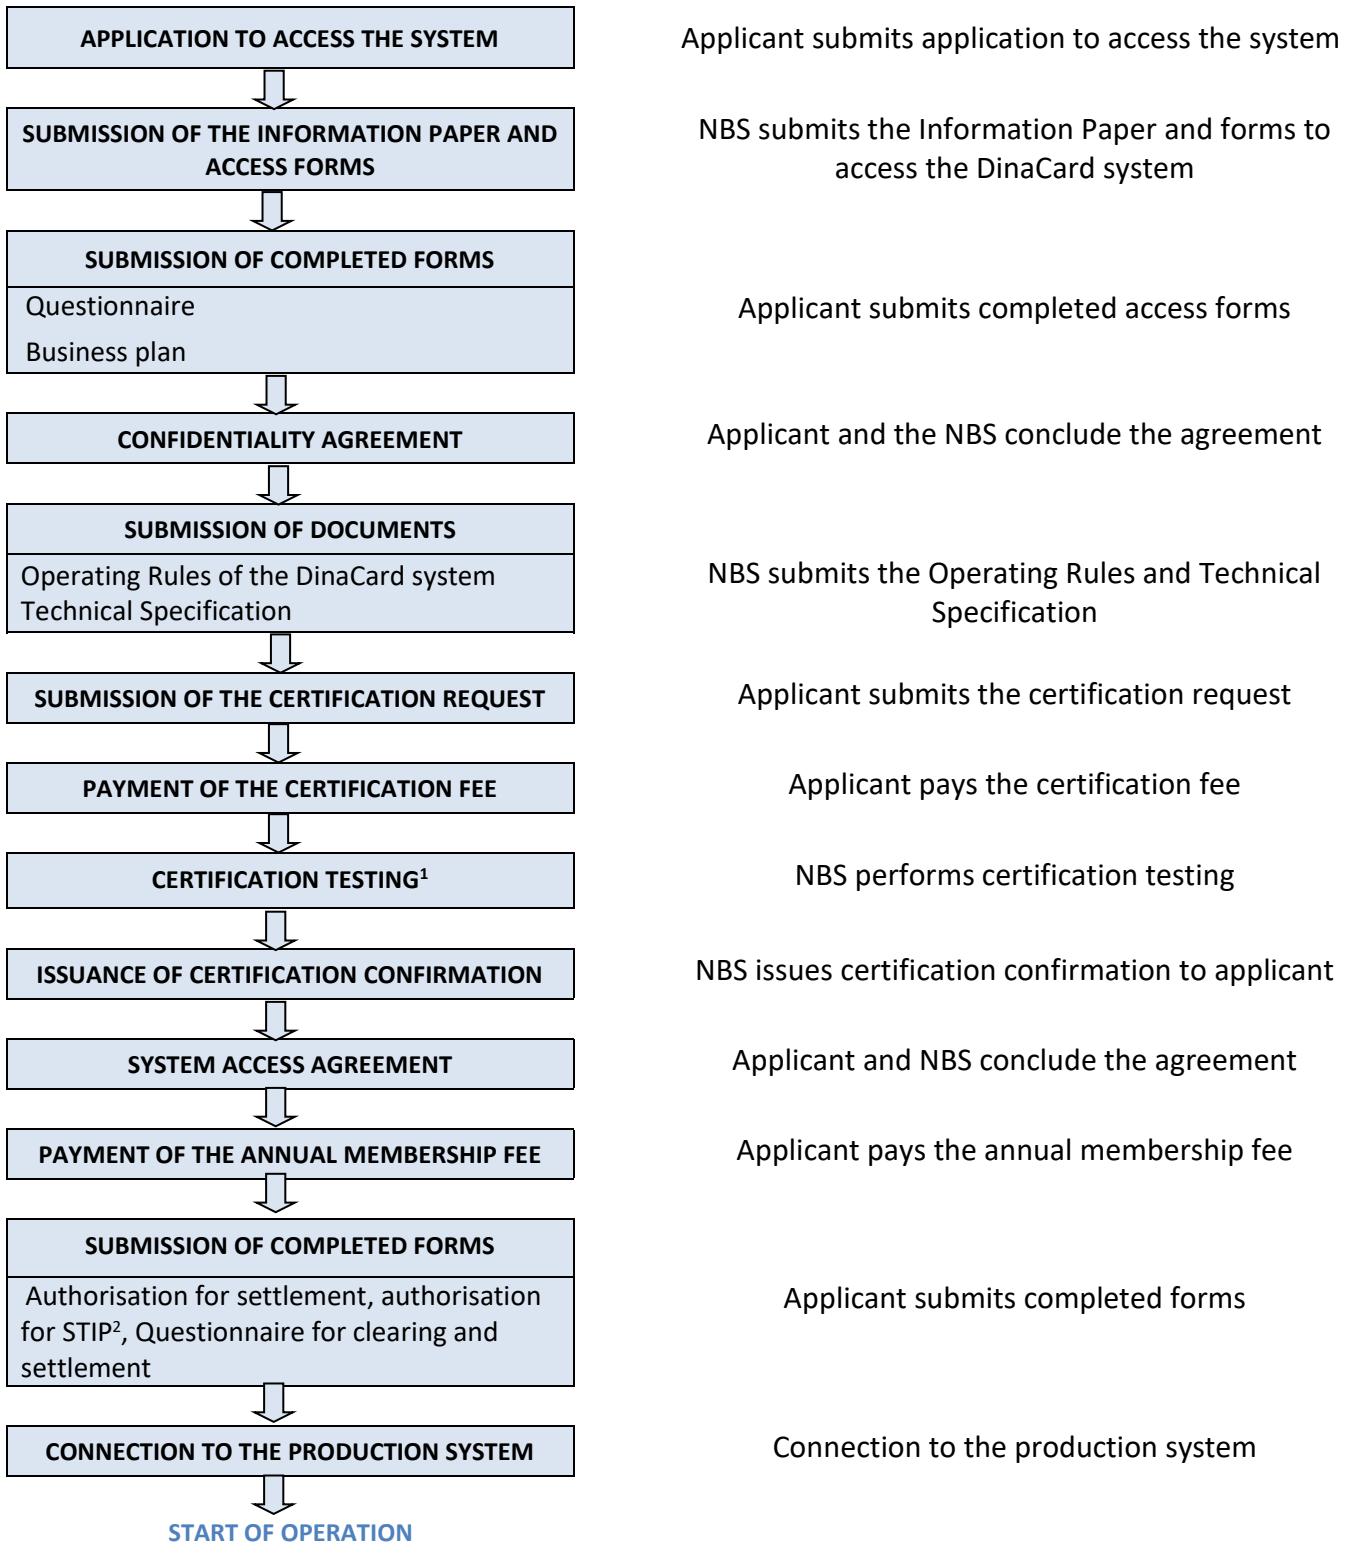 APPLICATION TO ACCESS THE SYSTEM
Applicant submits application to access the system
SUBMISSION OF THE INFORMATION PAPER AND
ACCESS FORMS
NBS submits the Information Paper and forms to
access the DinaCard system
SUBMISSION OF COMPLETED FORMS
Questionnaire
Business plan
Applicant submits completed access forms
CONFIDENTIALITY AGREEMENT
Applicant and the NBS conclude the agreement
SUBMISSION OF DOCUMENTS
Operating Rules of the DinaCard system
Technical Specification
NBS submits the Operating Rules and Technical
Specification
SUBMISSION OF THE CERTIFICATION REQUEST
Applicant submits the certification request
PAYMENT OF THE CERTIFICATION FEE
Applicant pays the certification fee
CERTIFICATION TESTING¹
NBS performs certification testing
ISSUANCE OF CERTIFICATION CONFIRMATION
NBS issues certification confirmation to applicant
SYSTEM ACCESS AGREEMENT
Applicant and NBS conclude the agreement
PAYMENT OF THE ANNUAL MEMBERSHIP FEE
Applicant pays the annual membership fee
SUBMISSION OF COMPLETED FORMS
Authorisation for settlement, authorisation
for STIP², Questionnaire for clearing and
settlement
Applicant submits completed forms
CONNECTION TO THE PRODUCTION SYSTEM
Connection to the production system
START OF OPERATION